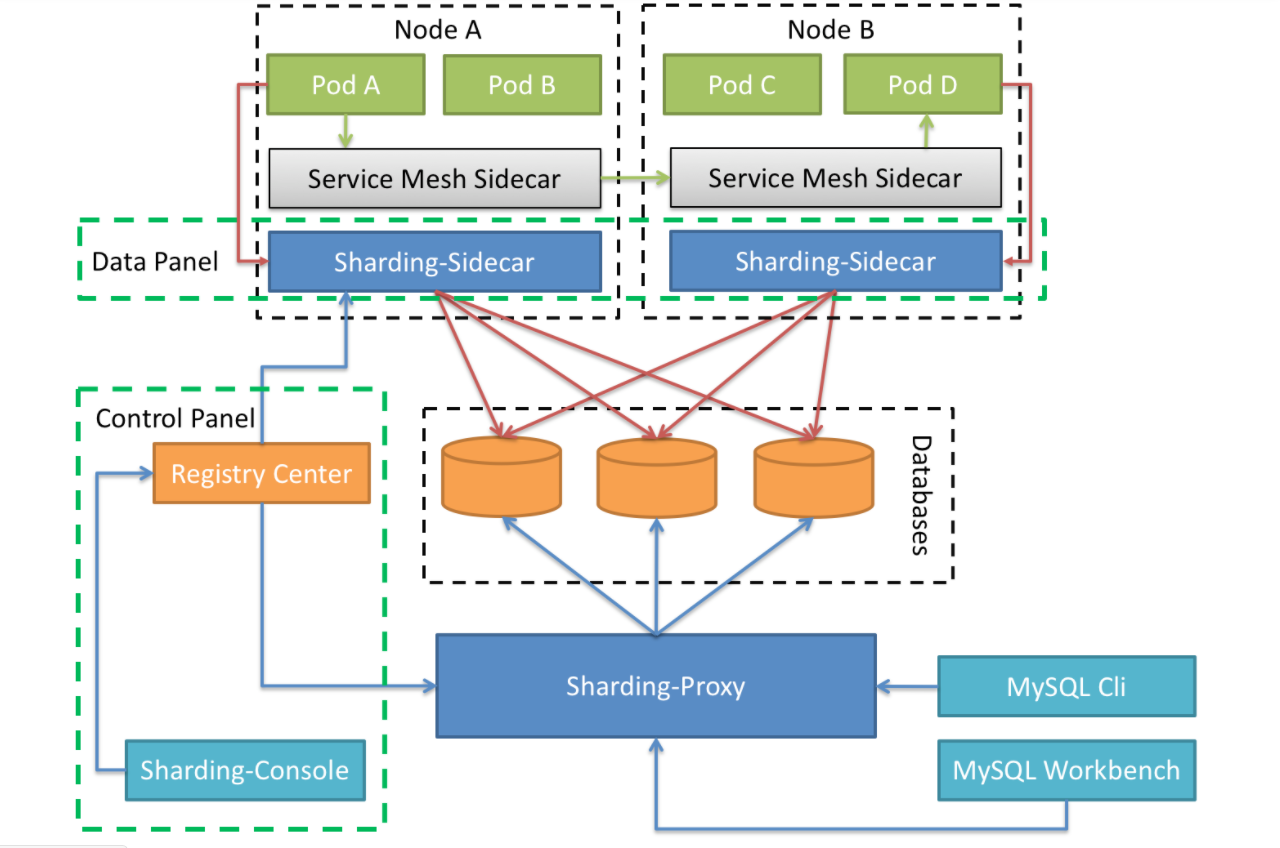 Node A
Node B
Pod A
Pod B
Pod C
Pod D
Service Mesh Sidecar
Service Mesh Sidecar
Data Panel
Sharding-Sidecar
Sharding-Sidecar
Control Panel
Registry Center
Databases
Sharding-Proxy
MySQL Cli
Sharding-Console
MySQL Workbench